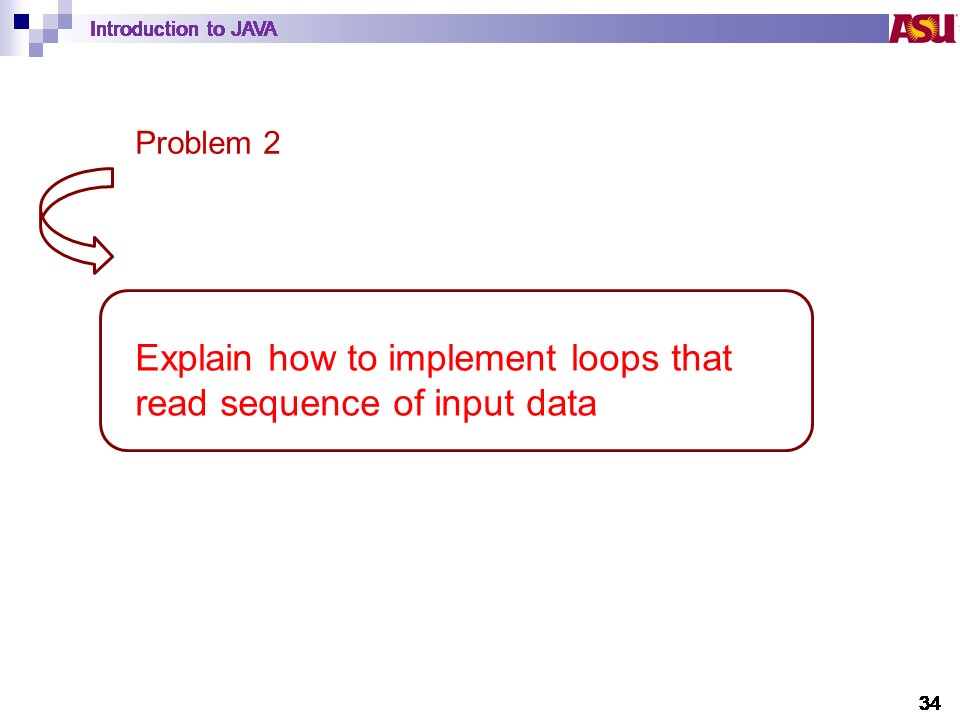 Introduction to JAVA
ASU
Problem 2
Explain how to implement loops that
read sequence of input data
34